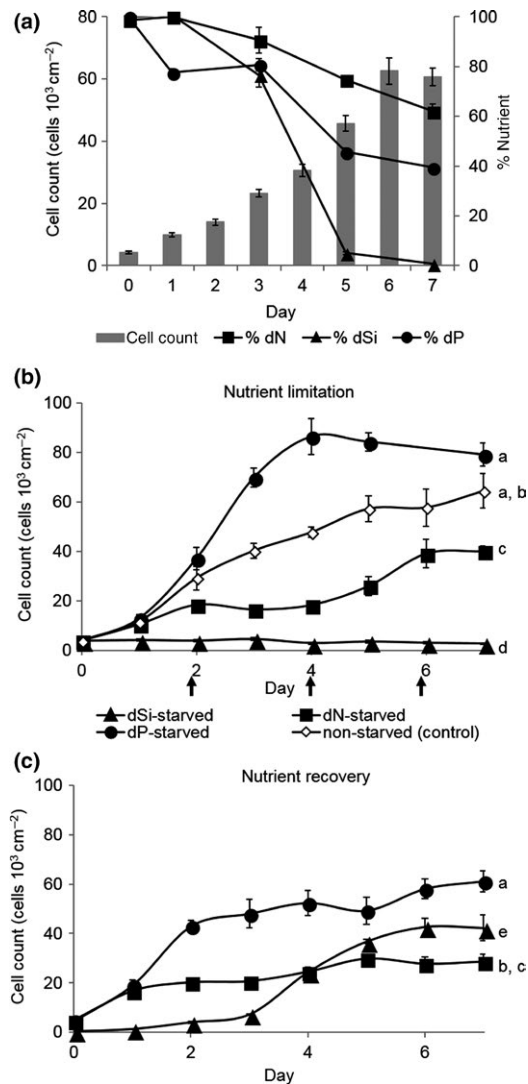 (a)
80
60
40
20
0
Cell count (cells 10³ cm⁻²)
100
80
60
40
20
0
% Nutrient
0 1 2 3 4 5 6 7
Day
Cell count % dN % dSi % dP
(b)
Nutrient limitation
100
80
60
40
20
0
Cell count (cells 10³ cm⁻²)
a
a, b
c
d
0 2 4 6
Day
dSi-starved dN-starved
dP-starved non-starved (control)
(c)
Nutrient recovery
100
80
60
40
20
0
Cell count (cells 10³ cm⁻²)
a
e
b, c
0 2 4 6
Day